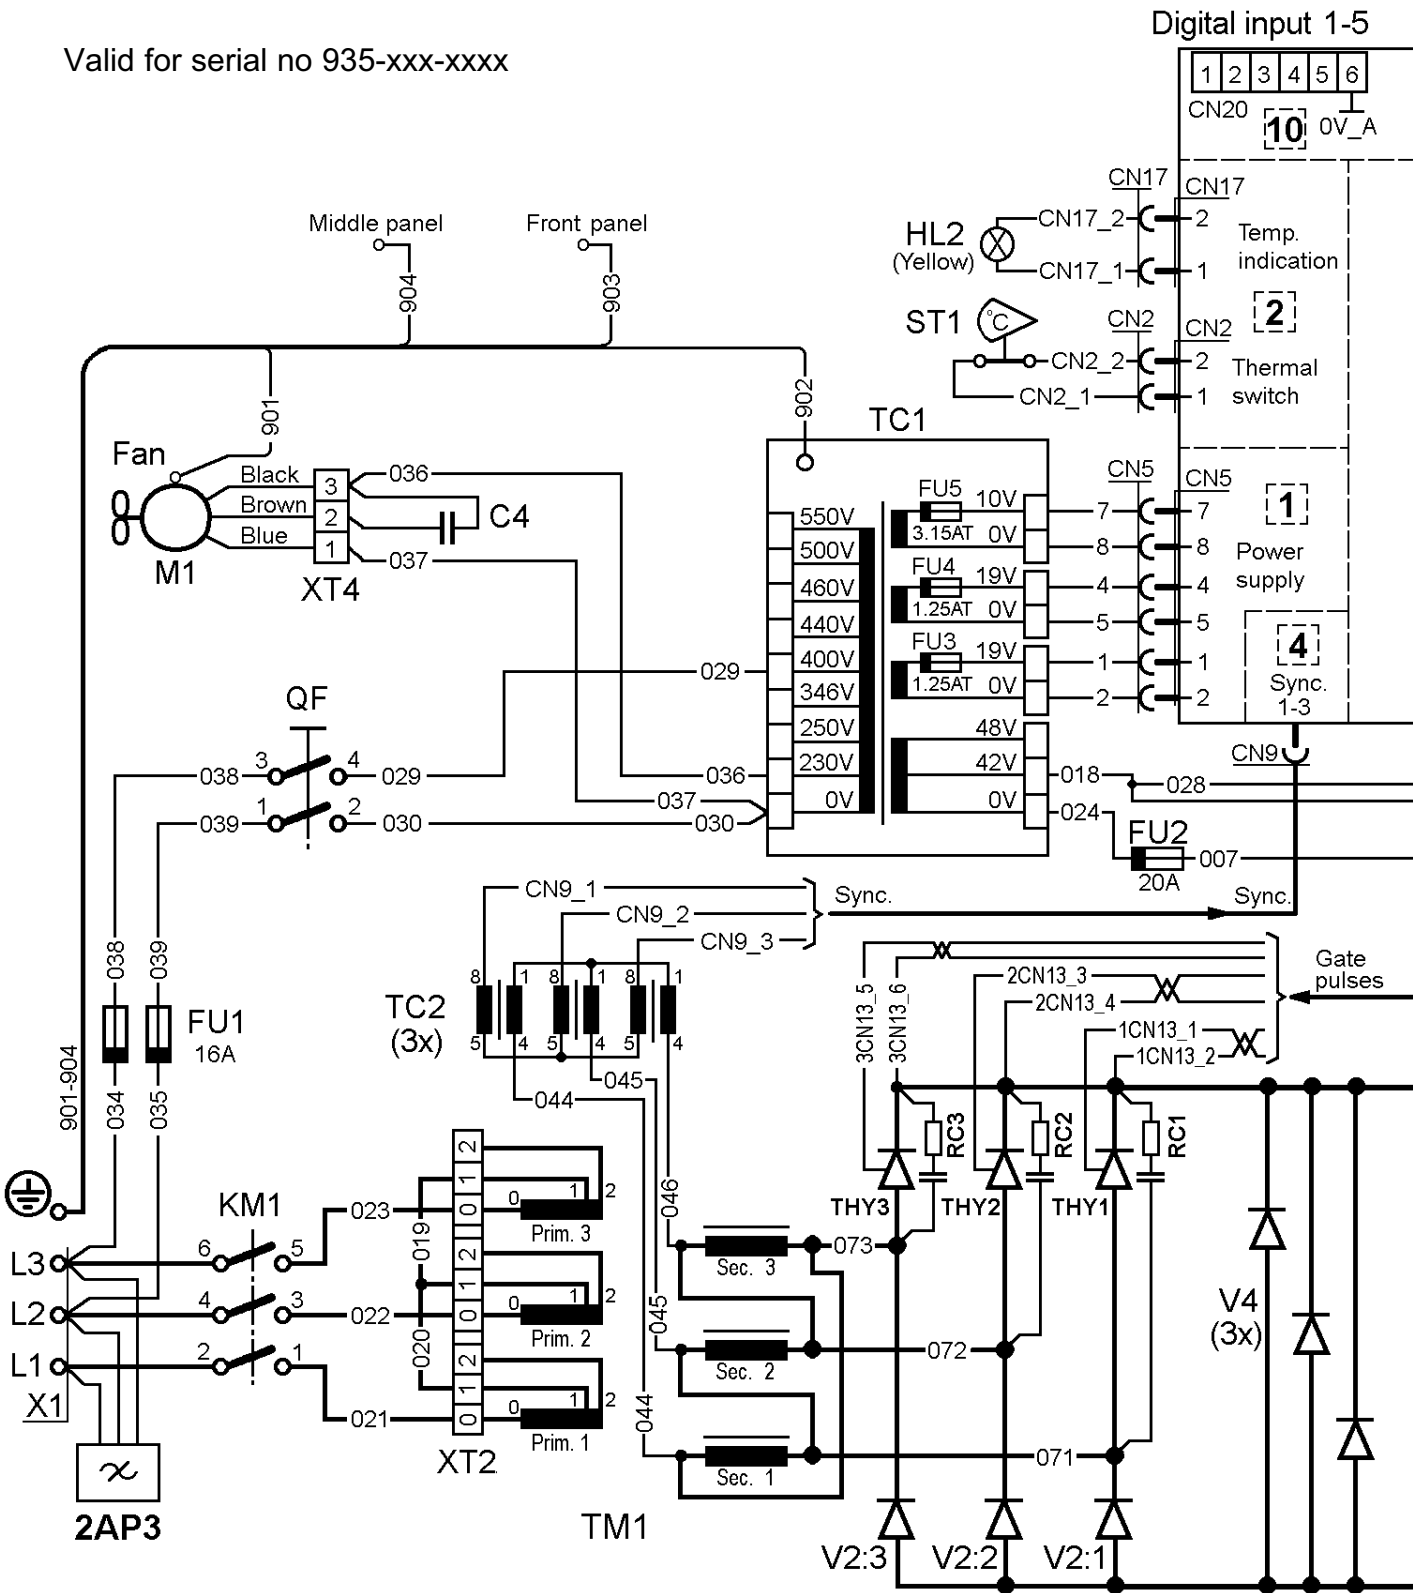 Digital input 1-5
Valid for serial no 935-xxx-xxxx
1 2 3 4 5 6
CN20
10
0V_A
CN17
CN17
Middle panel
Front panel
HL2
(Yellow)
CN17_2
2
Temp.
indication
CN17_1
1
904
903
2
ST1
°C
CN2
CN2
CN2_2
2
Thermal
switch
CN2_1
1
901
902
TC1
Fan
Black
Brown
Blue
3
2
1
036
C4
037
M1
XT4
550V
500V
460V
440V
400V
346V
250V
230V
0V
FU5
10V
3.15AT
0V
FU4
19V
1.25AT
0V
FU3
19V
1.25AT
0V
48V
42V
0V
CN5
CN5
7
7
8
8
4
4
5
5
1
1
2
2
1
Power
supply
4
Sync.
1-3
029
QF
038
3
4
029
036
037
039
1
2
030
030
018
028
024
CN9
FU2
007
20A
CN9_1
CN9_2
CN9_3
Sync.
Sync.
038
039
TC2
(3x)
8
1
8
1
8
1
5
4
5
4
5
4
3CN13_5
3CN13_6
2CN13_3
2CN13_4
1CN13_1
1CN13_2
Gate
pulses
FU1
16A
901-904
034
035
045
044
046
RC3
RC2
RC1
THY3
THY2
THY1
KM1
023
019
2
1
0
0
1
2
Prim. 3
L3
6
5
2
1
0
0
1
2
Prim. 2
L2
4
3
022
020
2
1
0
0
1
2
Prim. 1
L1
2
1
021
X1
XT2
045
044
Sec. 3
073
Sec. 2
072
Sec. 1
071
V4
(3x)
2AP3
TM1
V2:3
V2:2
V2:1